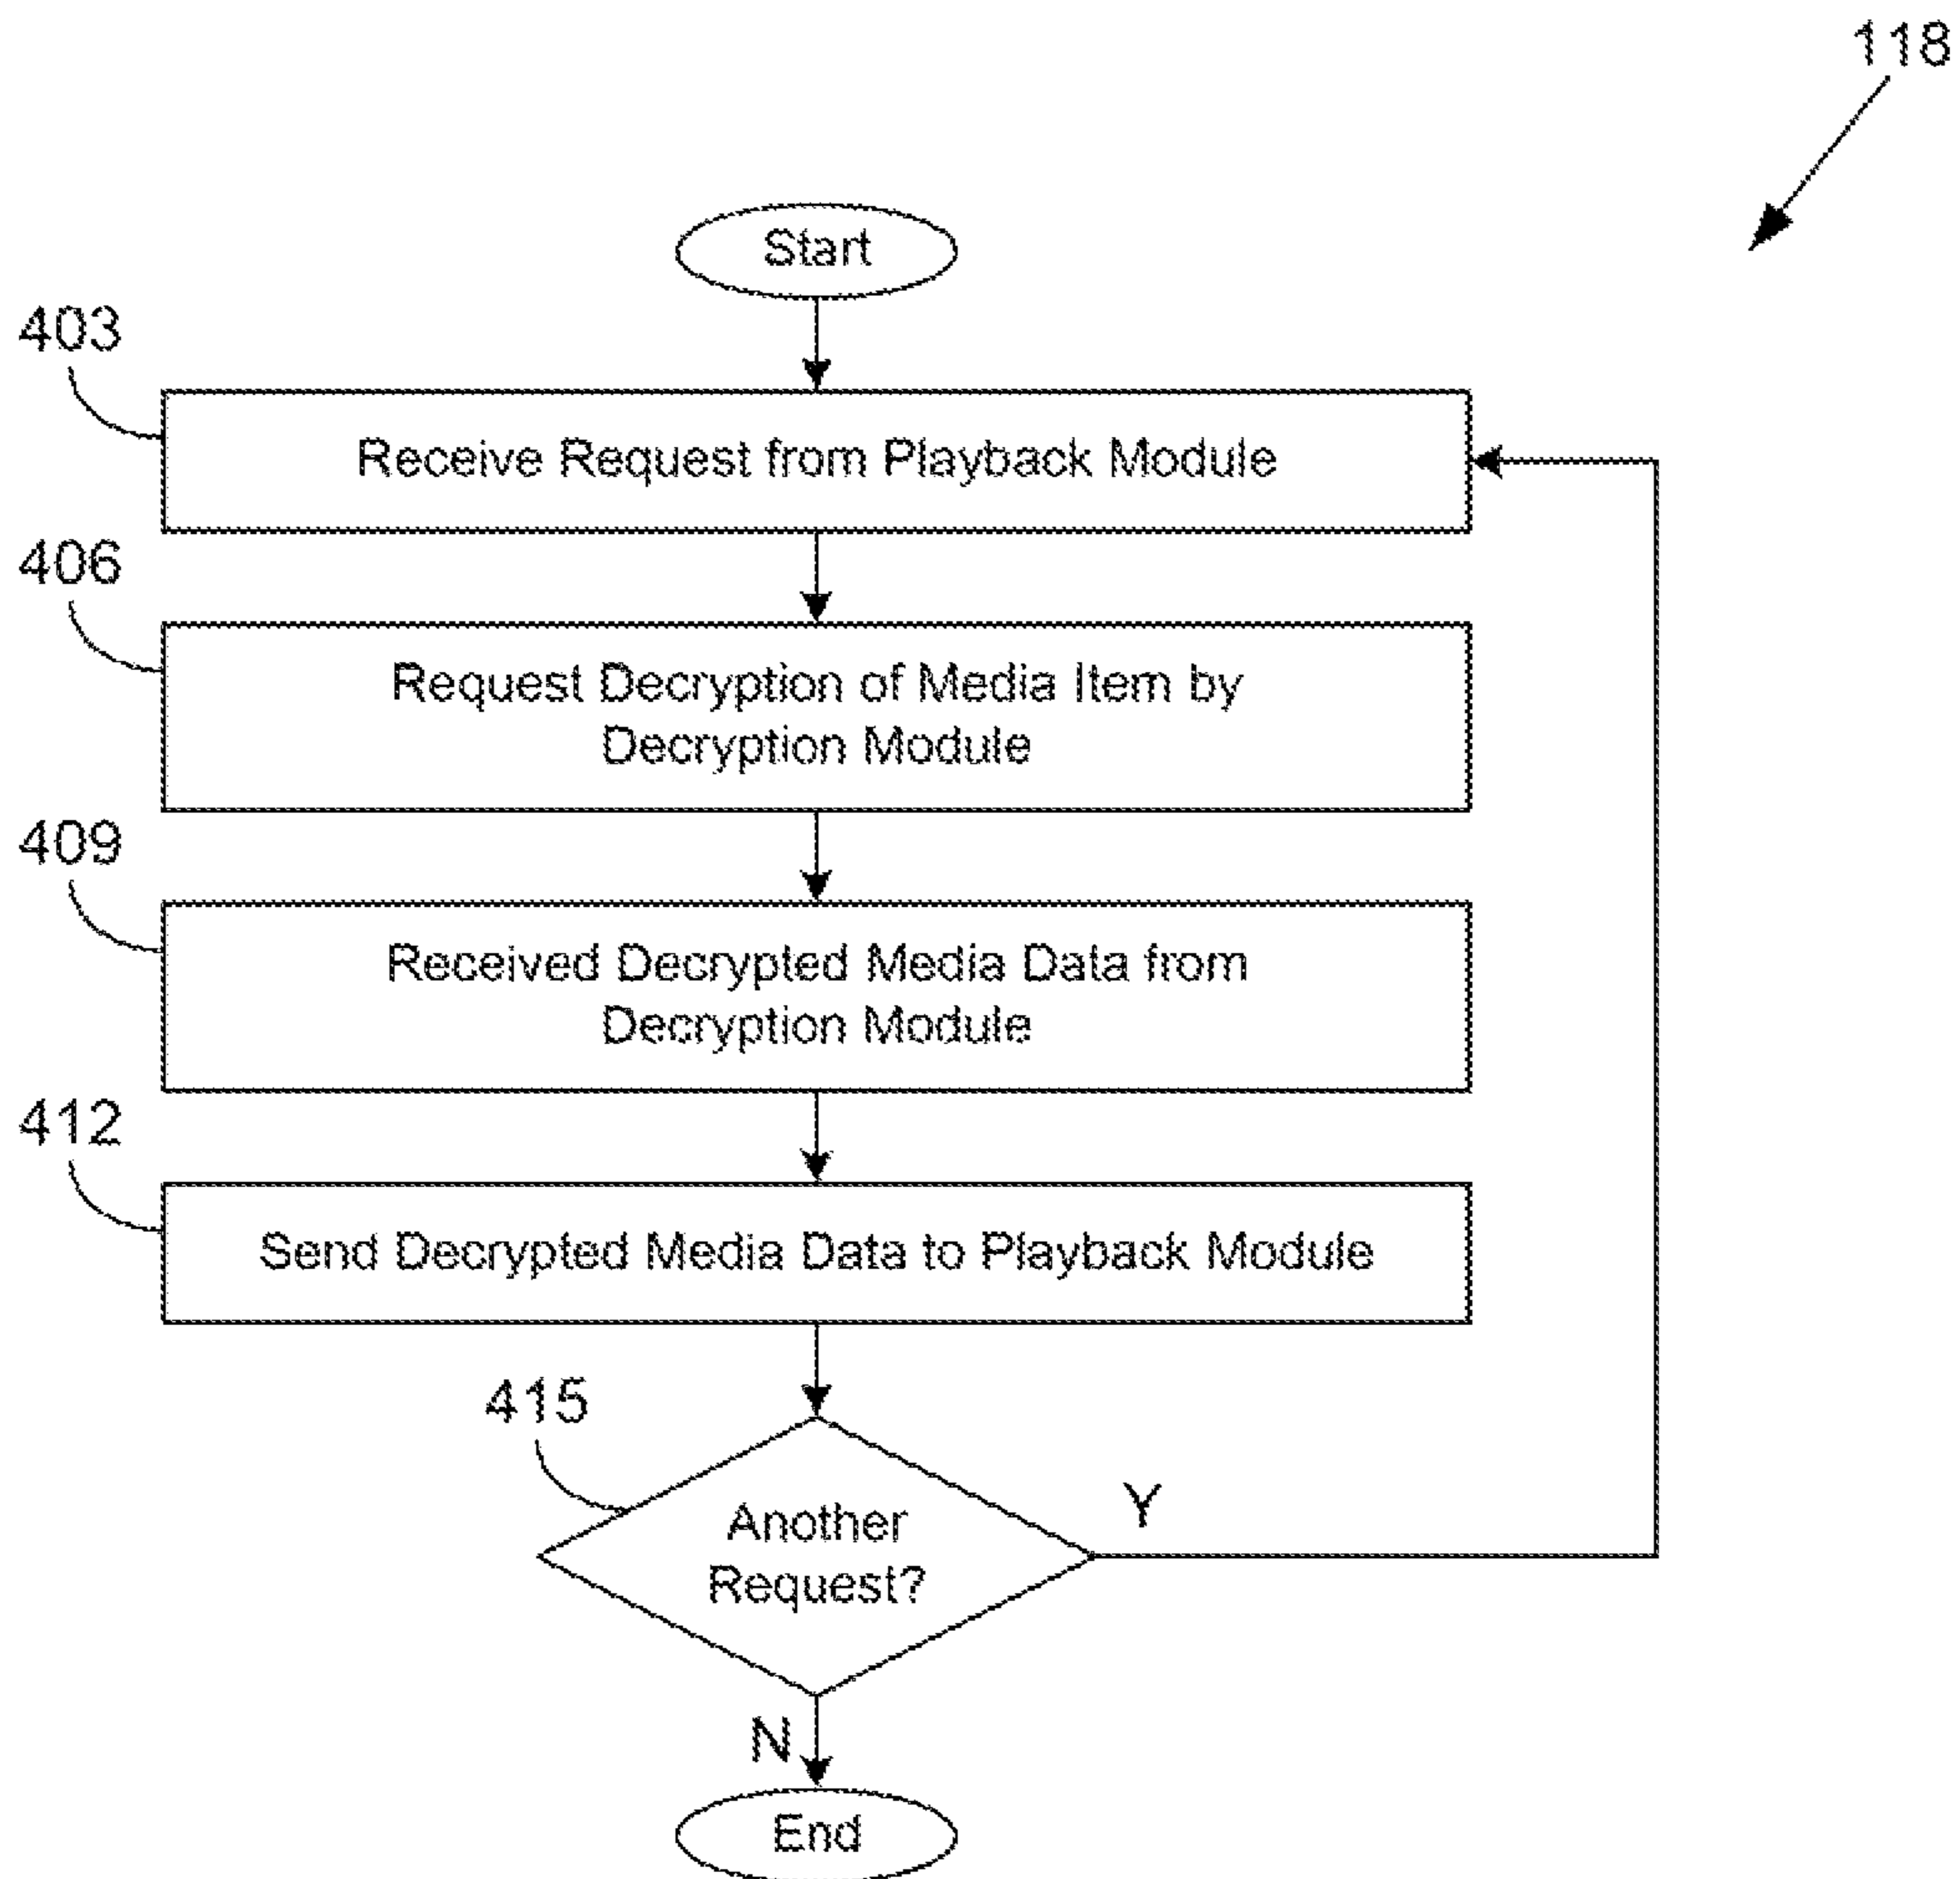 118
Start
403
Receive Request from Playback Module
406
Request Decryption of Media Item by
Decryption Module
409
Received Decrypted Media Data from
Decryption Module
412
Send Decrypted Media Data to Playback Module
415
Another
Request?
Y
N
End